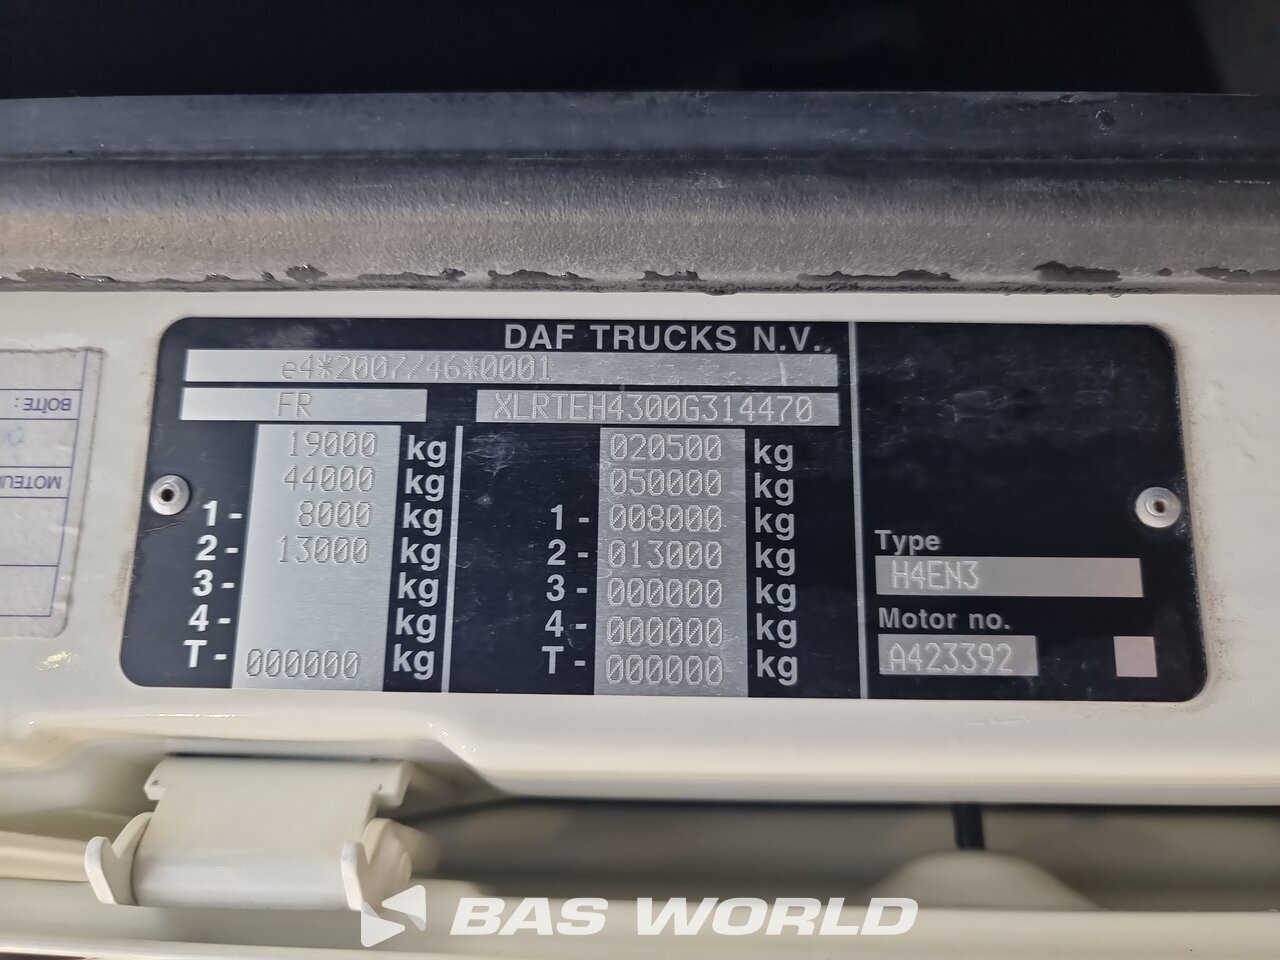 DAF TRUCKS N.V.
e4*2007/46*0001
FR XLRTEH4300G314470
19000 kg 020500 kg
44000 kg 050000 kg
1- 8000 kg 1- 008000 kg
2- 13000 kg 2- 013000 kg
3- kg 3- 000000 kg
4- kg 4- 000000 kg
T- 000000 kg T- 000000 kg
Type
H4EN3
Motor no.
A423392
BOÎTE :
MOTEUR
BAS WORLD